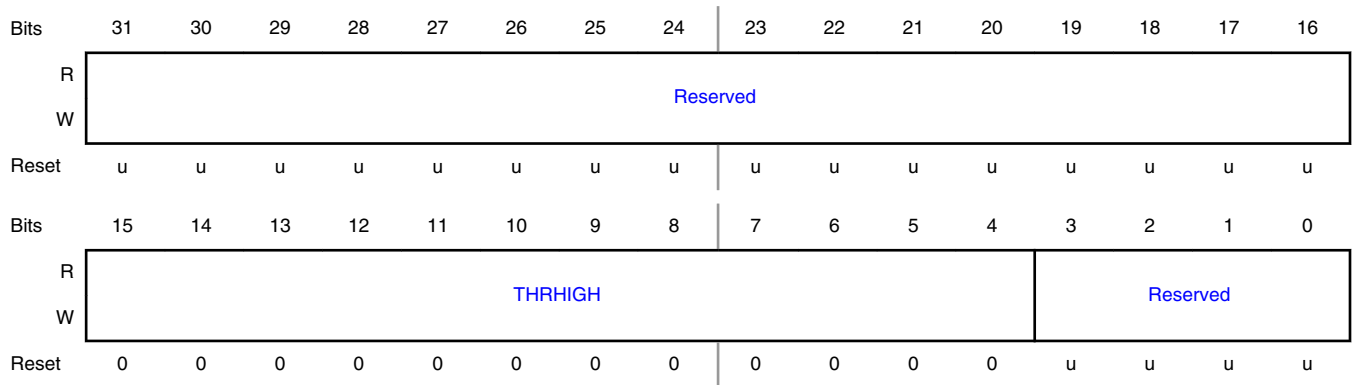 Bits 31 30 29 28 27 26 25 24 23 22 21 20 19 18 17 16
R
Reserved
W
Reset u u u u u u u u u u u u u u u u
Bits 15 14 13 12 11 10 9 8 7 6 5 4 3 2 1 0
R
THRHIGH Reserved
W
Reset 0 0 0 0 0 0 0 0 0 0 0 0 u u u u